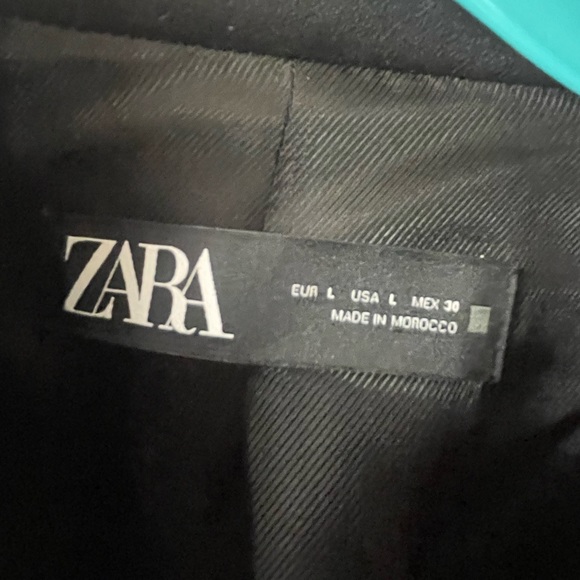 ZARA
EUR L USA L MEX 30
MADE IN MOROCCO